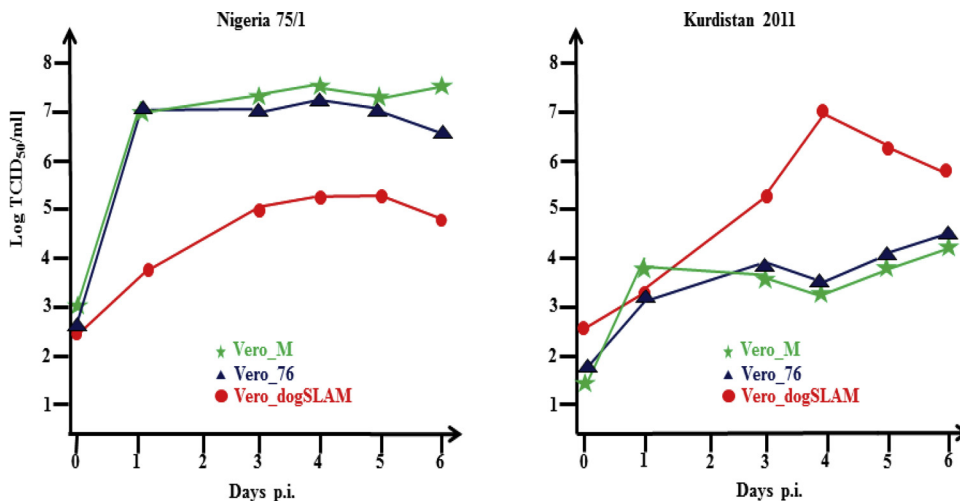 Nigeria 75/1
Log TCID50/ml]
8
7
6
5
4
3
2
1
Vero_M
Vero_76
Vero_dogSLAM
0 1 2 3 4 5 6
Days p.i.
Kurdistan 2011
8
7
6
5
4
3
2
1
Vero_M
Vero_76
Vero_dogSLAM
0 1 2 3 4 5 6
Days p.i.